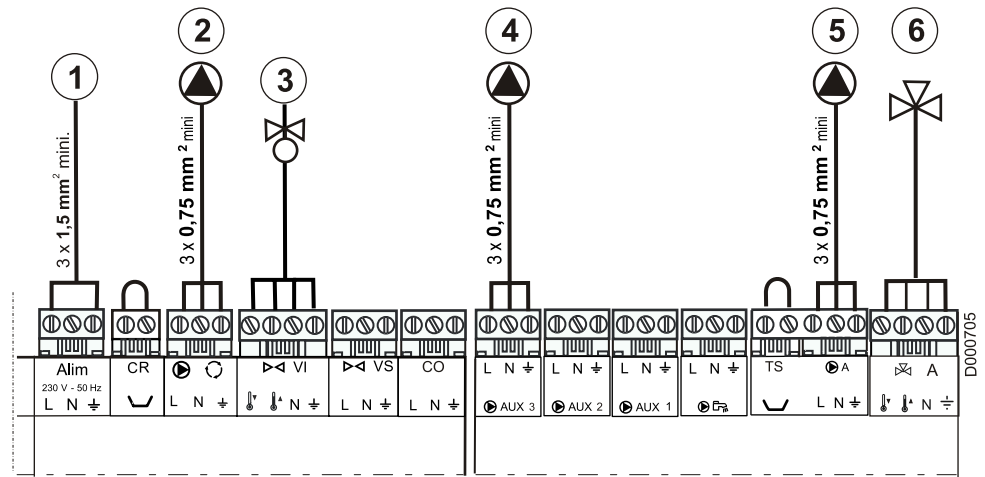 1 2 3 4 5 6
3 x 1,5 mm² mini.
3 x 0,75 mm² mini
3 x 0,75 mm² mini
3 x 0,75 mm² mini
Alim CR VI VS CO TS A A
230 V - 50 Hz
L N L N N L N L N L N L N L N L N L N N
AUX 3 AUX 2 AUX 1
D000705